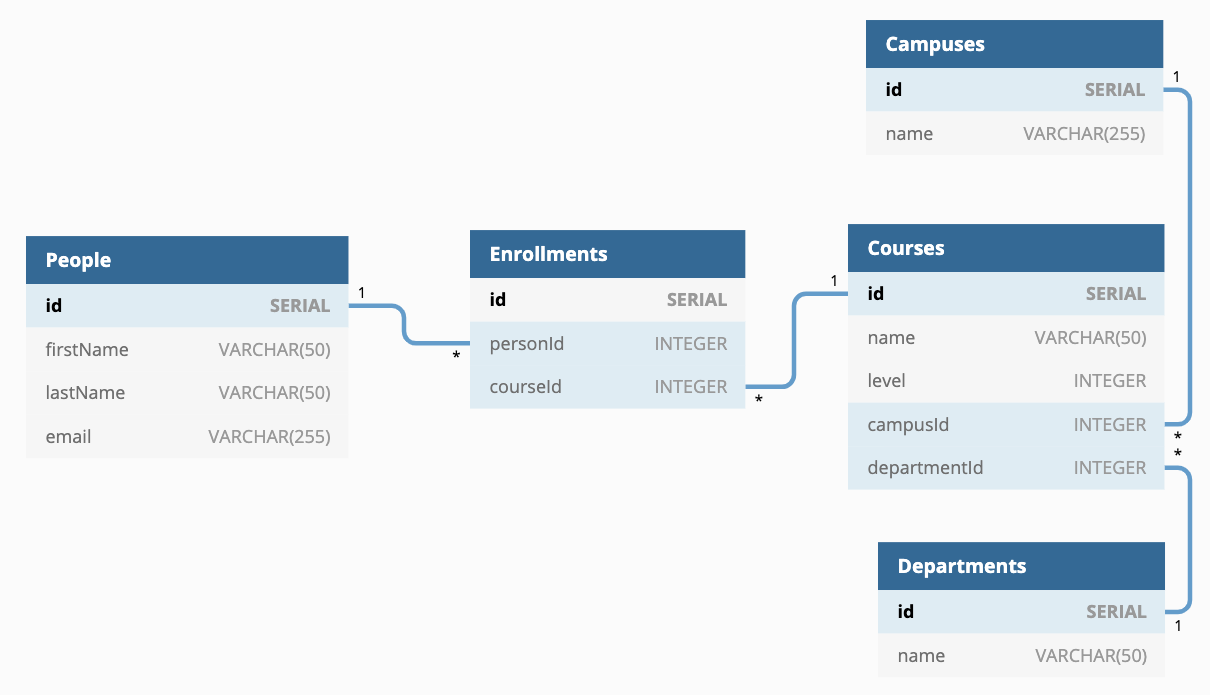 Campuses
id SERIAL
name VARCHAR(255)
1
People
id SERIAL
firstName VARCHAR(50)
lastName VARCHAR(50)
email VARCHAR(255)
1
*
Enrollments
id SERIAL
personId INTEGER
courseId INTEGER
*
1
Courses
id SERIAL
name VARCHAR(50)
level INTEGER
campusId INTEGER
departmentId INTEGER
*
*
Departments
id SERIAL
name VARCHAR(50)
1